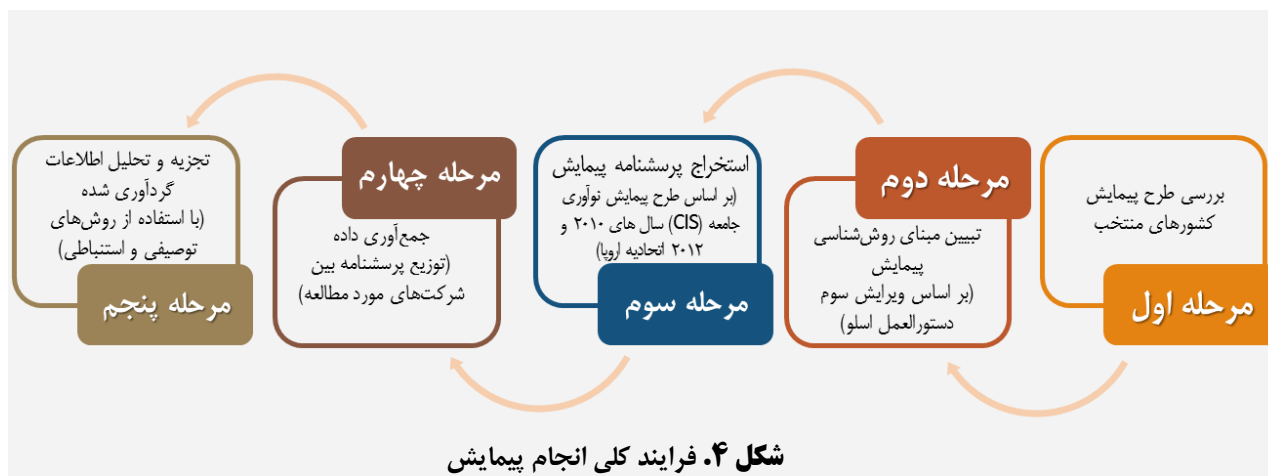 بررسی طرح پیمایش
کشورهای منتخب
مرحله اول
مرحله دوم
تبیین مبنای روش‌شناسی
پیمایش
(بر اساس ویرایش سوم
دستورالعمل اسلو)
استخراج پرسشنامه پیمایش
(بر اساس طرح پیمایش نوآوری
جامعه (CIS) سال های ۲۰۱۰ و
۲۰۱۲ اتحادیه اروپا)
مرحله سوم
مرحله چهارم
جمع‌آوری داده
(توزیع پرسشنامه بین
شرکت‌های مورد مطالعه)
تجزیه و تحلیل اطلاعات
گردآوری شده
(با استفاده از روش‌های
توصیفی و استنباطی)
مرحله پنجم
شکل ۴. فرایند کلی انجام پیمایش